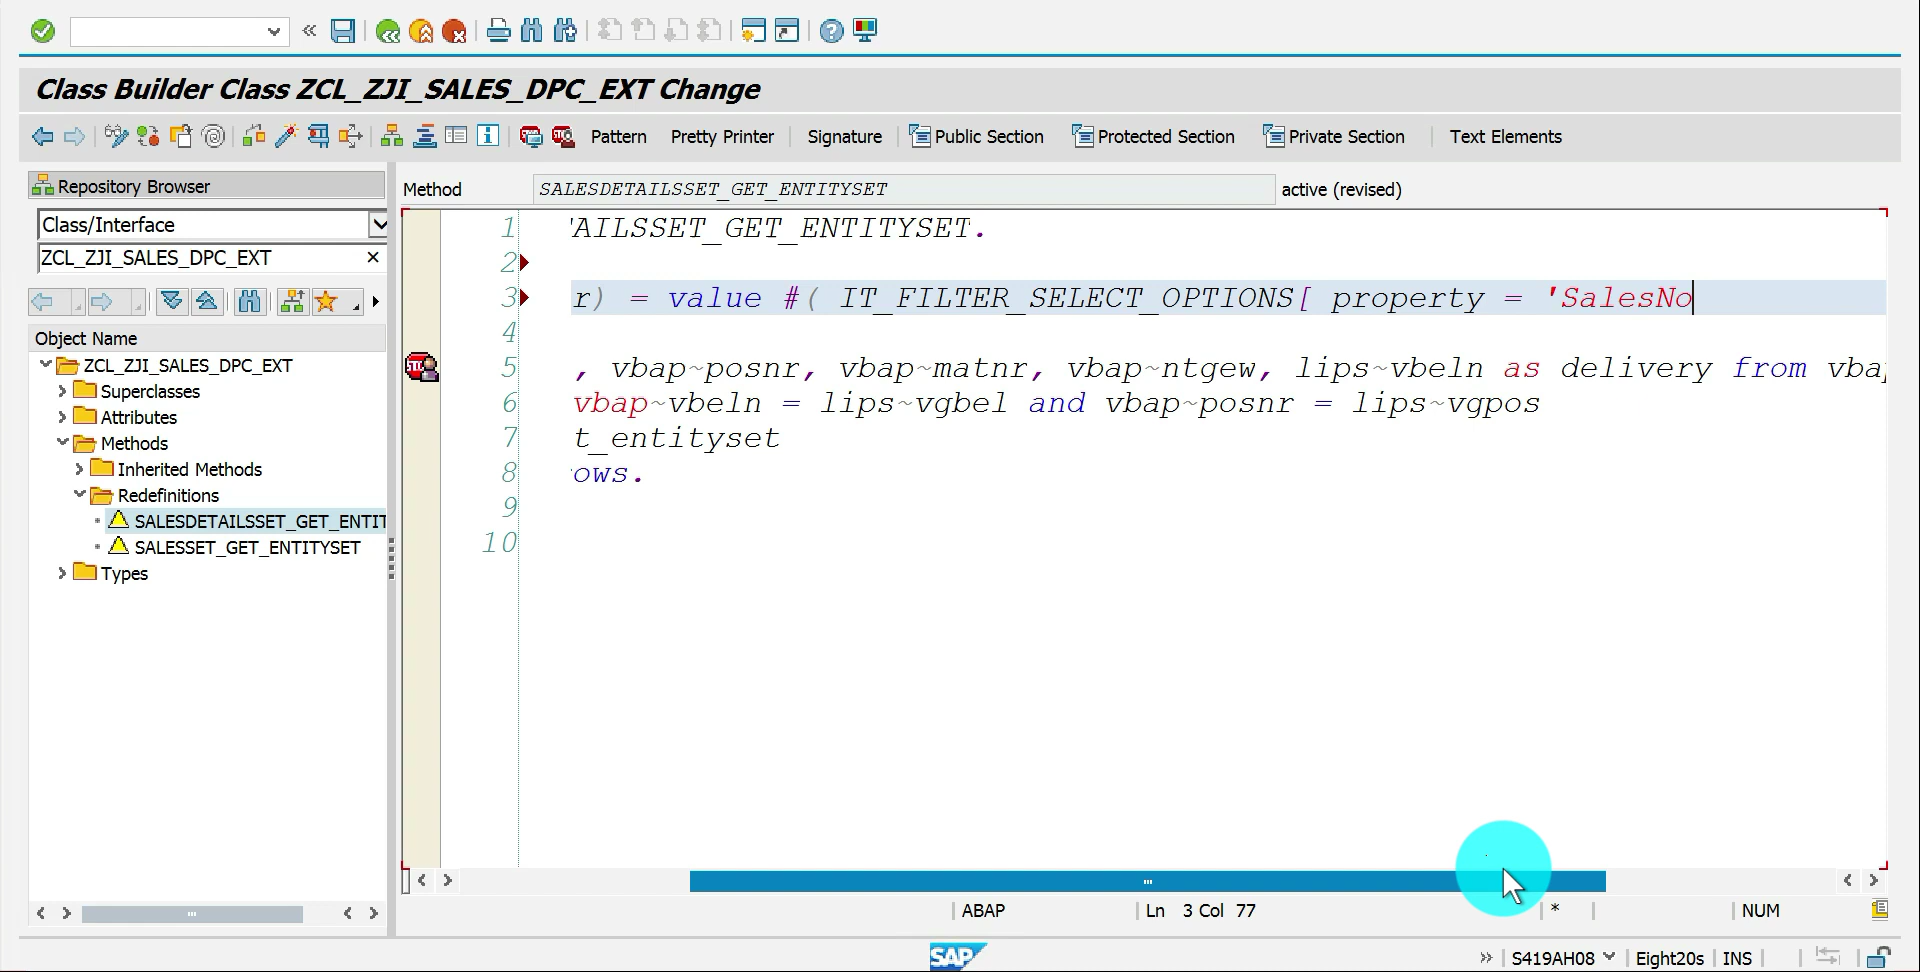 Class Builder Class ZCL_ZJI_SALES_DPC_EXT Change
Pattern Pretty Printer Signature Public Section Protected Section Private Section Text Elements
Repository Browser
Class/Interface
ZCL_ZJI_SALES_DPC_EXT
Object Name
ZCL_ZJI_SALES_DPC_EXT
Superclasses
Attributes
Methods
Inherited Methods
Redefinitions
SALESDETAILSSET_GET_ENTIT
SALESSET_GET_ENTITYSET
Types
Method SALESDETAILSSET_GET_ENTITYSET active (revised)
1 'AILSSET_GET_ENTITYSET.
2
3 r) = value #( IT_FILTER_SELECT_OPTIONS[ property = 'SalesNo
4
5 , vbap~posnr, vbap~matnr, vbap~ntgew, lips~vbeln as delivery from vbap
6 vbap~vbeln = lips~vgbel and vbap~posnr = lips~vgpos
7 t_entityset
8 ows.
9
10
ABAP Ln 3 Col 77 * NUM
SAP S419AH08 Eight20s INS